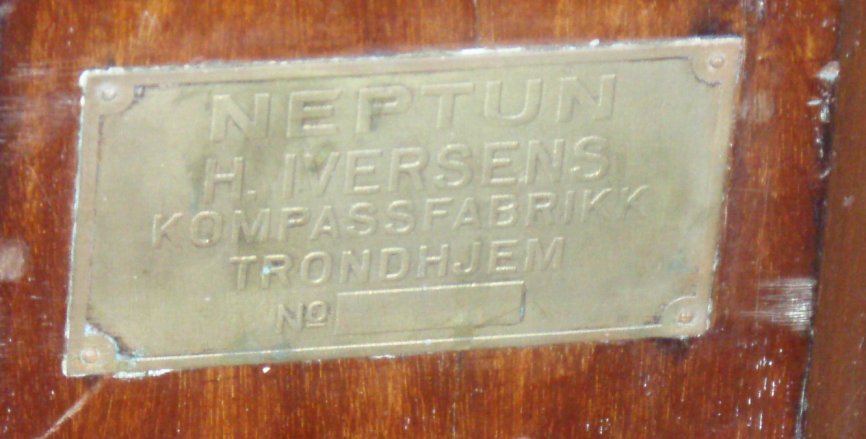 NEPTUN
H. IVERSENS
KOMPASSFABRIKK
TRONDHJEM
Nº